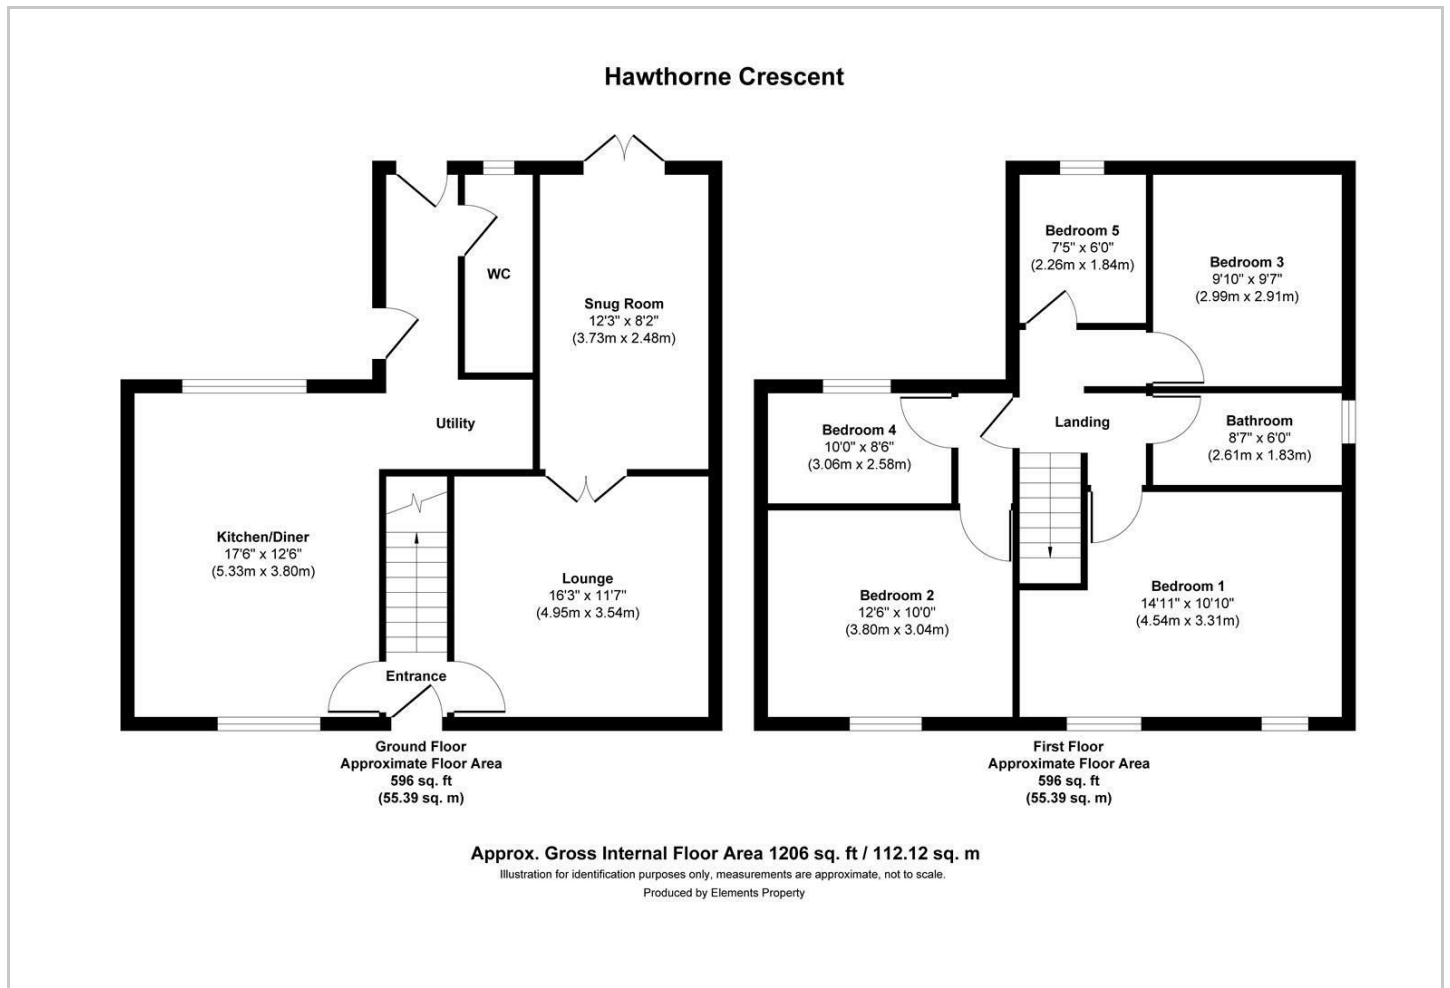 Hawthorne Crescent
WC
Snug Room
12'3" x 8'2"
(3.73m x 2.48m)
Utility
Kitchen/Diner
17'6" x 12'6"
(5.33m x 3.80m)
Lounge
16'3" x 11'7"
(4.95m x 3.54m)
Entrance
Ground Floor
Approximate Floor Area
596 sq. ft
(55.39 sq. m)
Bedroom 5
7'5" x 6'0"
(2.26m x 1.84m)
Bedroom 3
9'10" x 9'7"
(2.99m x 2.91m)
Bedroom 4
10'0" x 8'6"
(3.06m x 2.58m)
Landing
Bathroom
8'7" x 6'0"
(2.61m x 1.83m)
Bedroom 2
12'6" x 10'0"
(3.80m x 3.04m)
Bedroom 1
14'11" x 10'10"
(4.54m x 3.31m)
First Floor
Approximate Floor Area
596 sq. ft
(55.39 sq. m)
Approx. Gross Internal Floor Area 1206 sq. ft / 112.12 sq. m
Illustration for identification purposes only, measurements are approximate, not to scale.
Produced by Elements Property